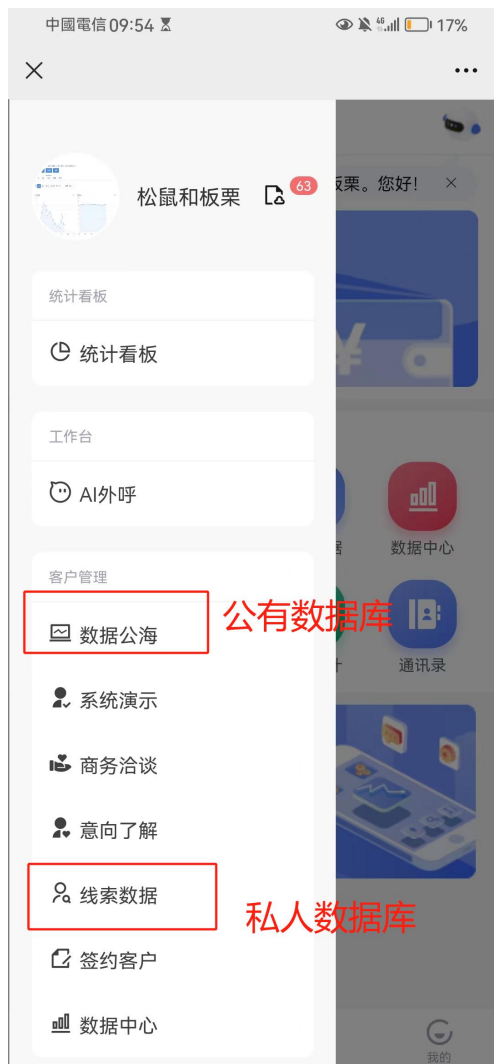 中國電信09:54 17%
松鼠和板栗 63
板栗。您好！ ×
统计看板
统计看板
工作台
AI外呼
数据中心
客户管理
数据公海
公有数据库
通讯录
系统演示
商务洽谈
意向了解
线索数据
私人数据库
签约客户
数据中心
我的